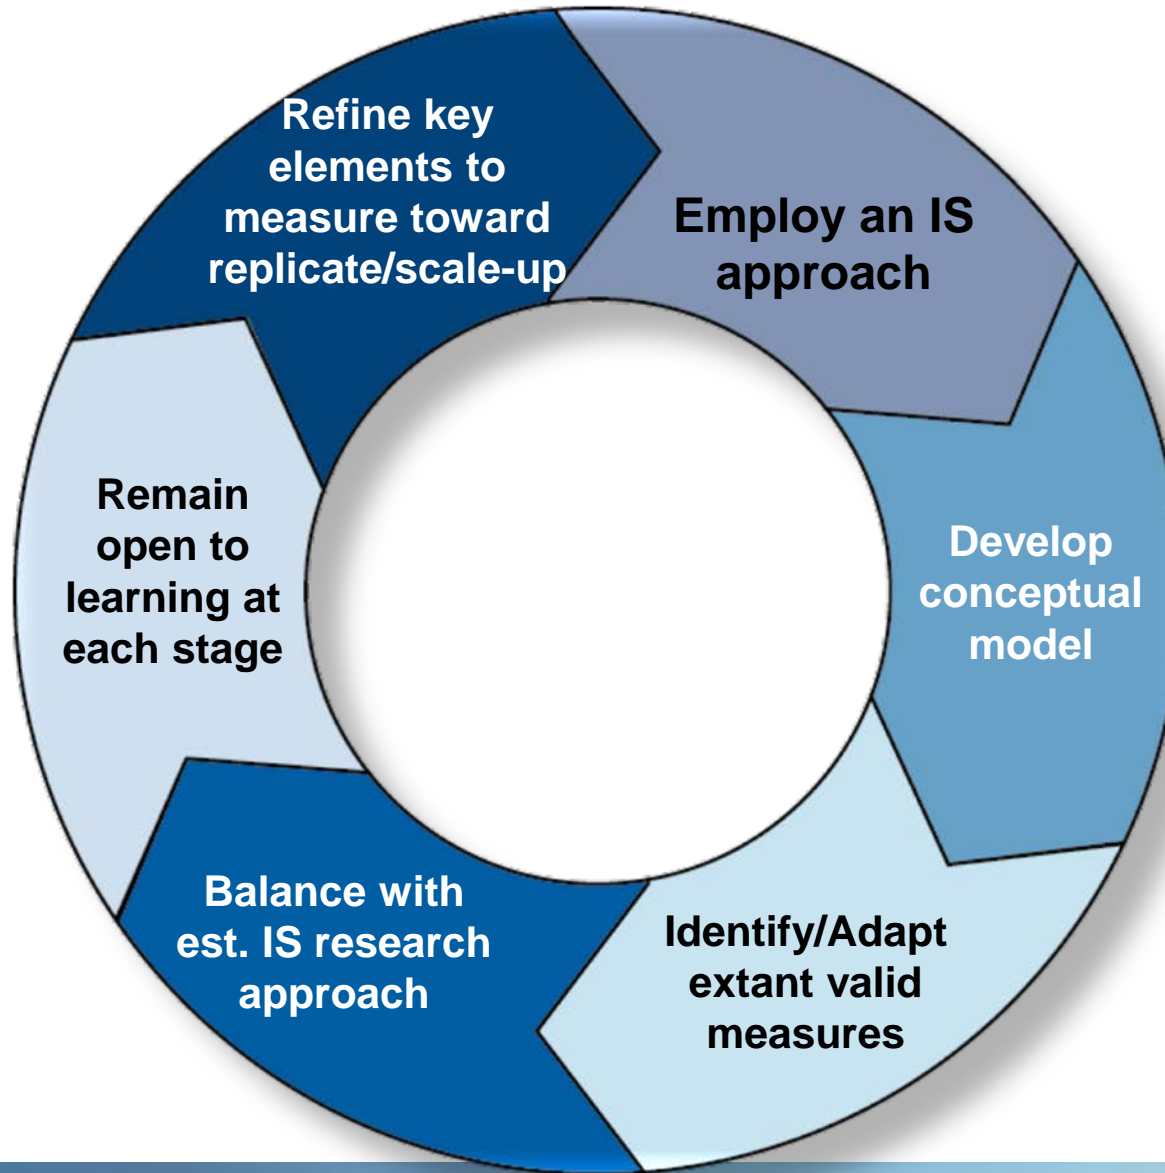 Refine key
elements to
measure toward
replicate/scale-up
Employ an IS
approach
Develop
conceptual
model
Identify/Adapt
extant valid
measures
Balance with
est. IS research
approach
Remain
open to
learning at
each stage